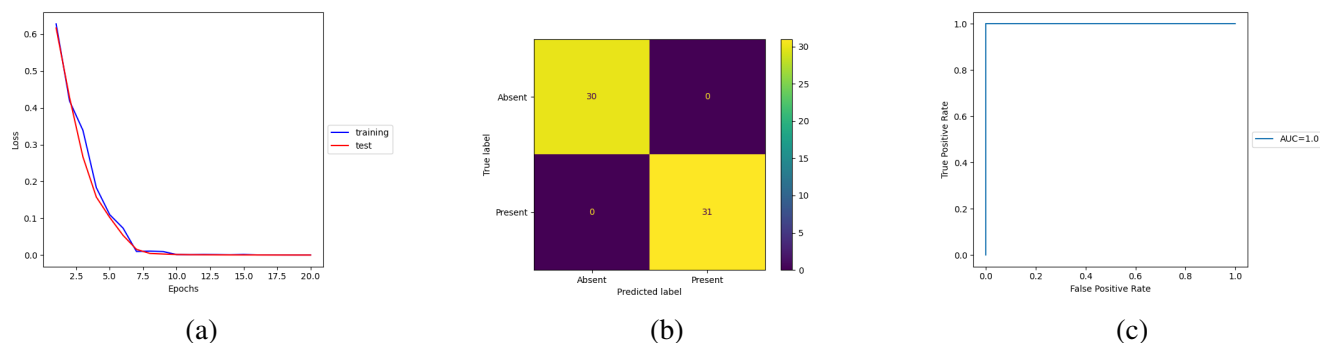 0.6
0.5
0.4
0.3
0.2
0.1
0.0
Loss
2.5 5.0 7.5 10.0 12.5 15.0 17.5 20.0
Epochs
training
test
(a)
True label
Absent
Present
30 0
0 31
Absent Present
Predicted label
30
25
20
15
10
5
0
(b)
True Positive Rate
1.0
0.8
0.6
0.4
0.2
0.0
0.0 0.2 0.4 0.6 0.8 1.0
False Positive Rate
AUC=1.0
(c)